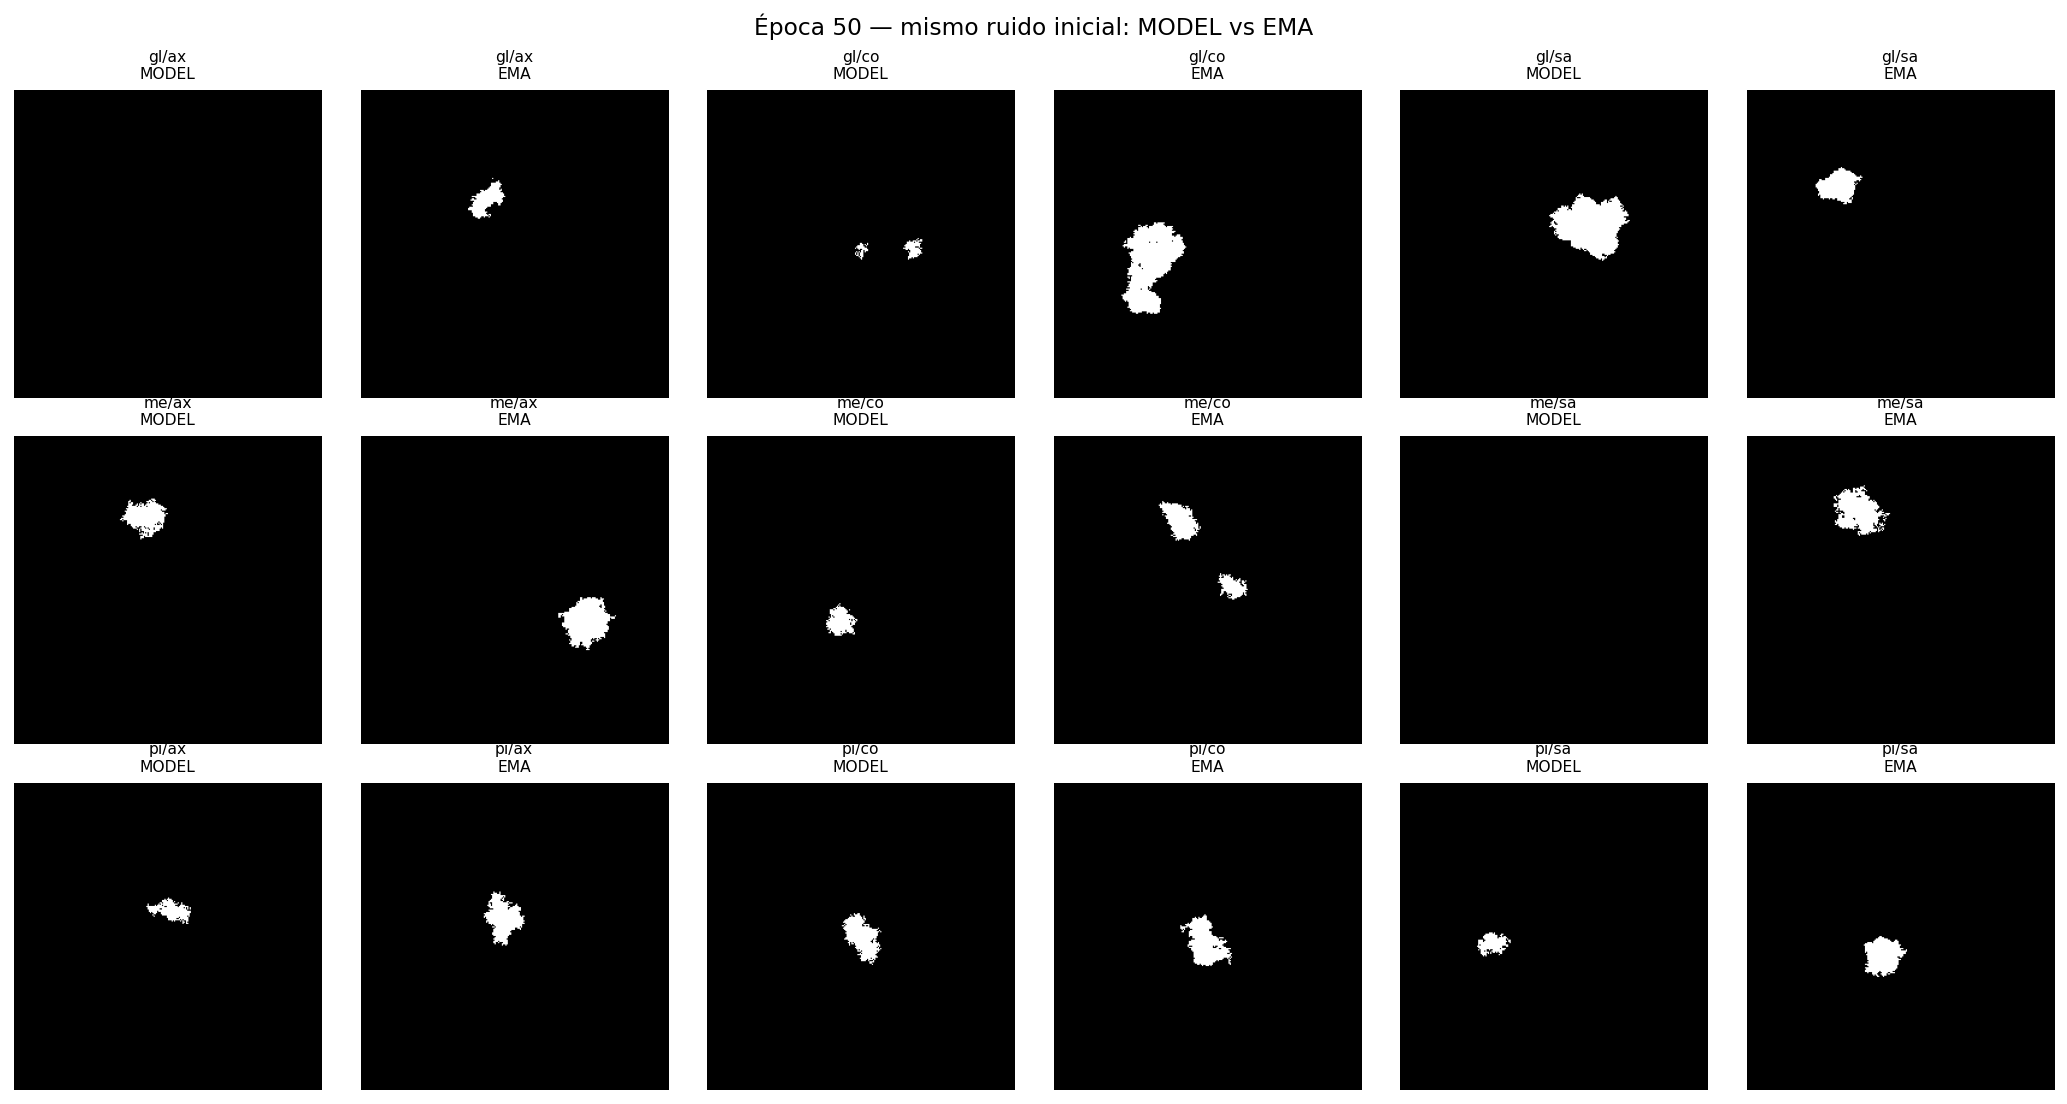 Época 50 — mismo ruido inicial: MODEL vs EMA
gl/ax
MODEL
gl/ax
EMA
gl/co
MODEL
gl/co
EMA
gl/sa
MODEL
gl/sa
EMA
me/ax
MODEL
me/ax
EMA
me/co
MODEL
me/co
EMA
me/sa
MODEL
me/sa
EMA
pi/ax
MODEL
pi/ax
EMA
pi/co
MODEL
pi/co
EMA
pi/sa
MODEL
pi/sa
EMA